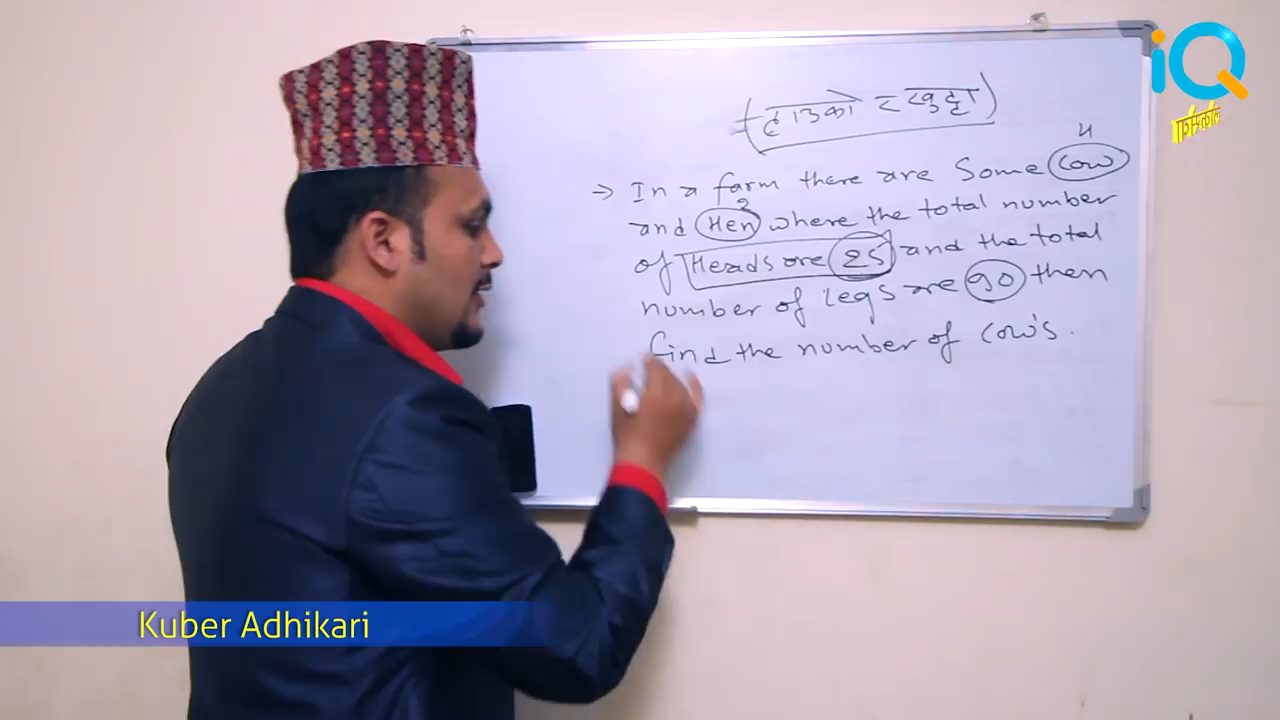 iQ
(टाउको र खुट्टा)
4
→ In a farm there are Some Cow
2
and Hen where the total number
of Heads are 25 and the total
number of legs are 90 then
find the number of Cow's.
Kuber Adhikari